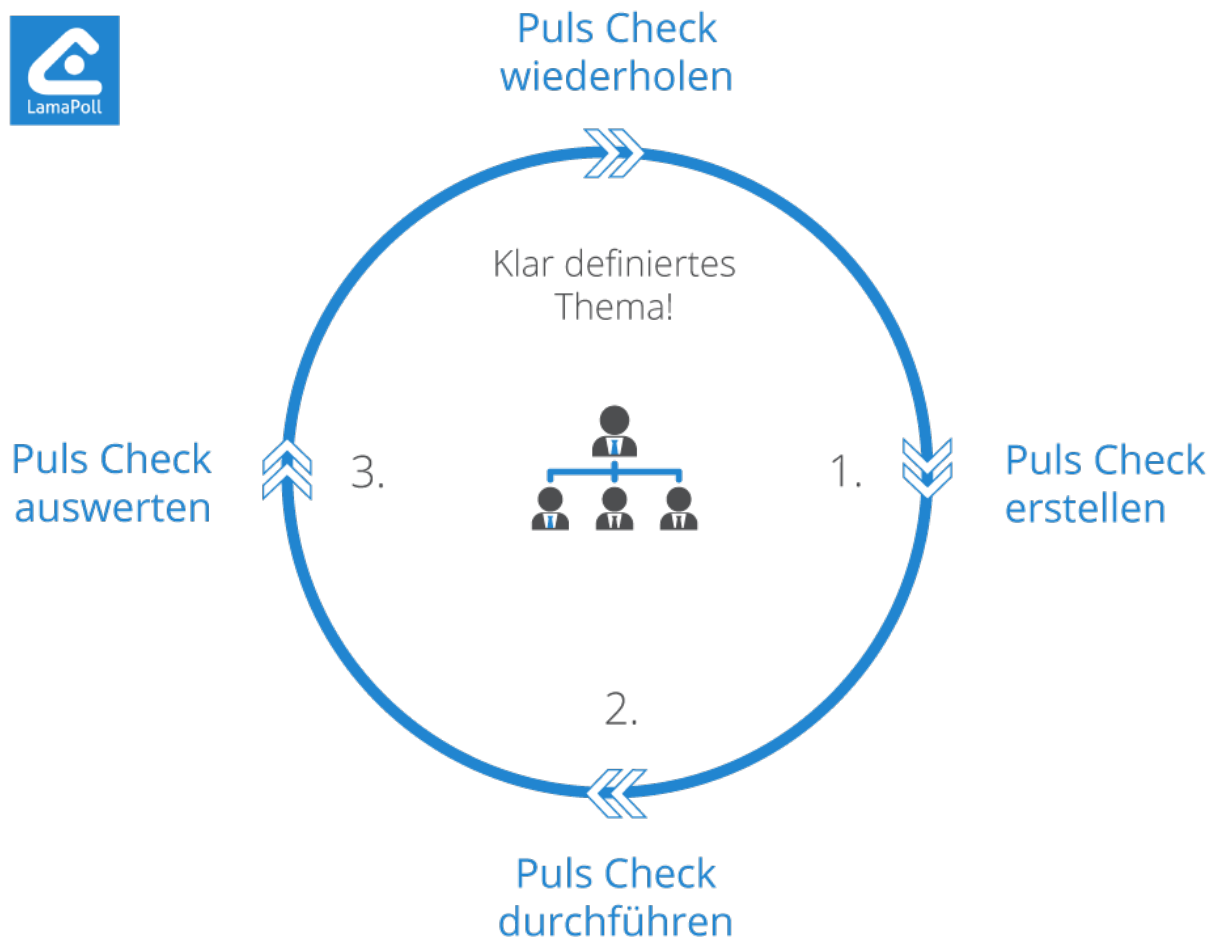 LamaPoll
Puls Check
wiederholen
Klar definiertes
Thema!
1.
Puls Check
erstellen
2.
Puls Check
durchführen
3.
Puls Check
auswerten